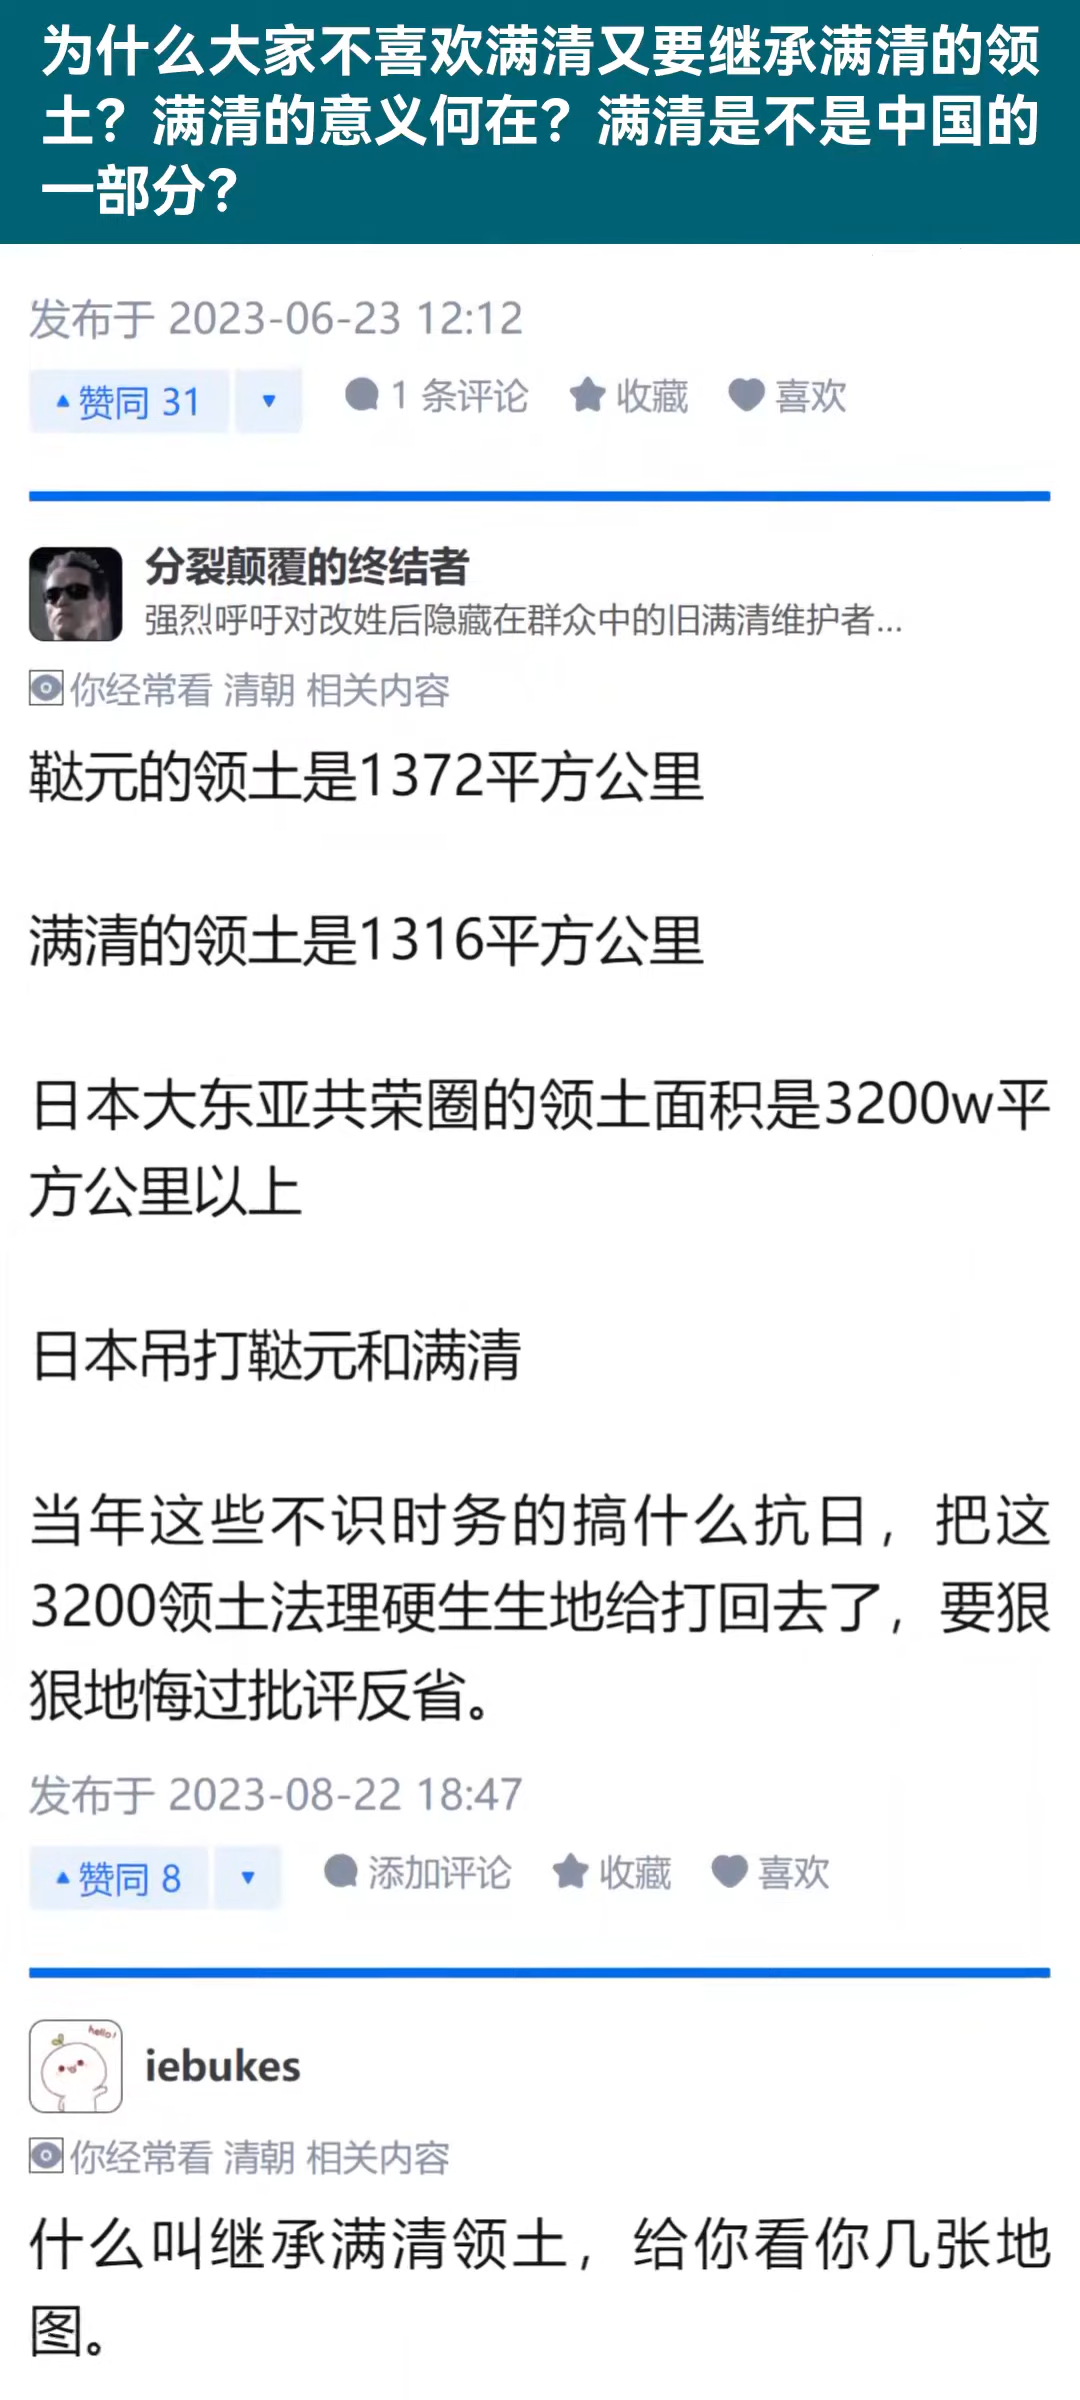 为什么大家不喜欢满清又要继承满清的领
土？满清的意义何在？满清是不是中国的
一部分？
发布于 2023-06-23 12:12
赞同 31
1 条评论
收藏
喜欢
分裂颠覆的终结者
强烈呼吁对改姓后隐藏在群众中的旧满清维护者...
你经常看 清朝 相关内容
鞑元的领土是1372平方公里
满清的领土是1316平方公里
日本大东亚共荣圈的领土面积是3200w平
方公里以上
日本吊打鞑元和满清
当年这些不识时务的搞什么抗日，把这
3200领土法理硬生生地给打回去了，要狠
狠地悔过批评反省。
发布于 2023-08-22 18:47
赞同 8
添加评论
收藏
喜欢
hello!
iebukes
你经常看 清朝 相关内容
什么叫继承满清领土，给你看你几张地
图。